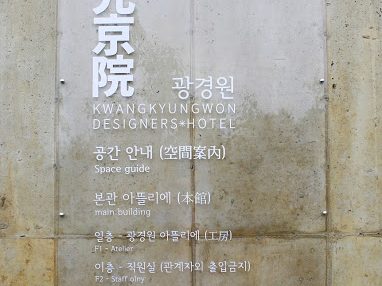 京
院
광경원
KWANGKYUNGWON
DESIGNERS*HOTEL
공간 안내 (空間案內)
Space guide
본관 아뜰리에 (本館)
main building
일층 - 광경원 아뜰리에 (工房)
F1 - Atelier
이층 - 직원실 (관계자외 출입금지)
F2 - Staff olny